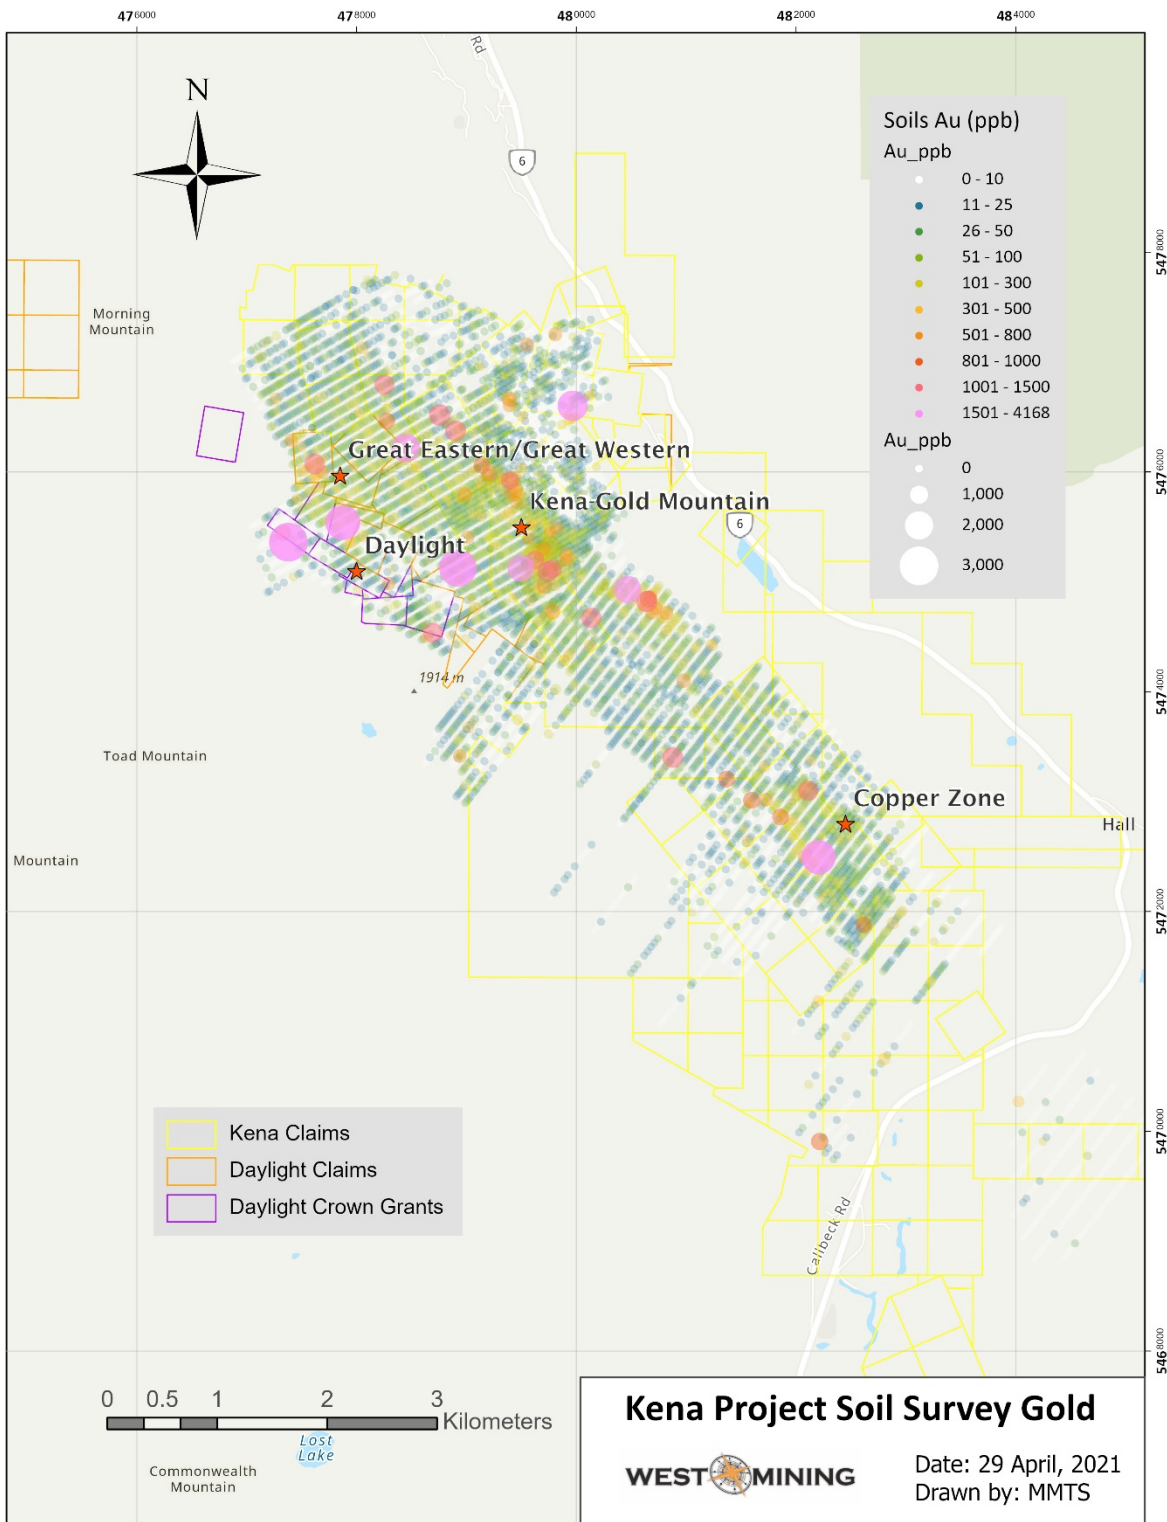 476000 478000 480000 482000 484000
Rd
N
6
Soils Au (ppb)
Au_ppb
0 - 10
11 - 25
26 - 50
51 - 100
101 - 300
301 - 500
501 - 800
801 - 1000
1001 - 1500
1501 - 4168
Au_ppb
0
1,000
2,000
3,000
5478000
Morning
Mountain
Great Eastern/Great Western
5476000
Kena-Gold Mountain
6
Daylight
1914 m
5474000
Toad Mountain
Copper Zone
Hall
Mountain
5472000
Kena Claims
Daylight Claims
Daylight Crown Grants
5470000
Callbeck Rd
5468000
0 0.5 1 2 3
Kilometers
Lost
Lake
Commonwealth
Mountain
Kena Project Soil Survey Gold
WEST MINING
Date: 29 April, 2021
Drawn by: MMTS